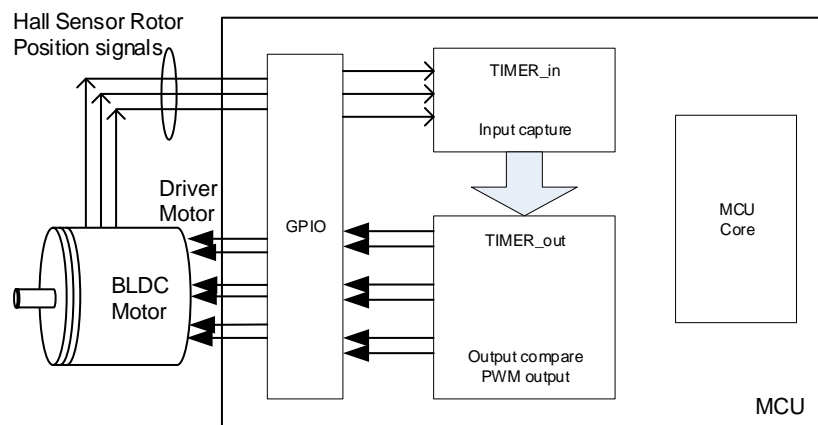 Hall Sensor Rotor
Position signals
TIMER_in
Input capture
Driver
Motor
GPIO
TIMER_out
MCU
Core
BLDC
Motor
Output compare
PWM output
MCU